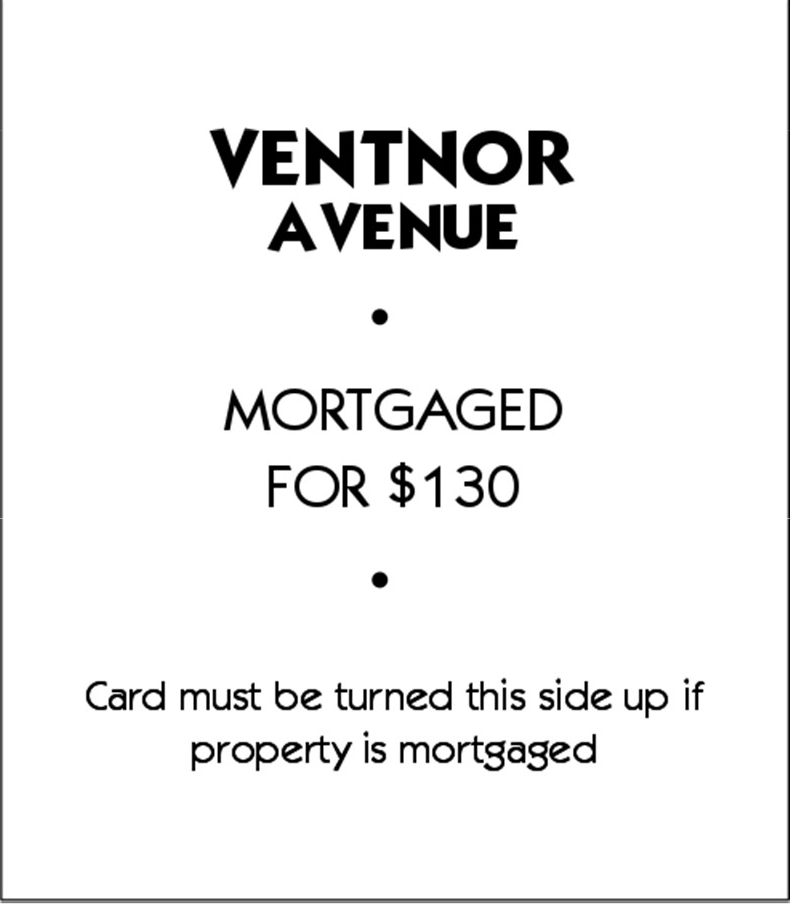 VENTNOR
AVENUE
•
MORTGAGED
FOR $130
•
Card must be turned this side up if
property is mortgaged